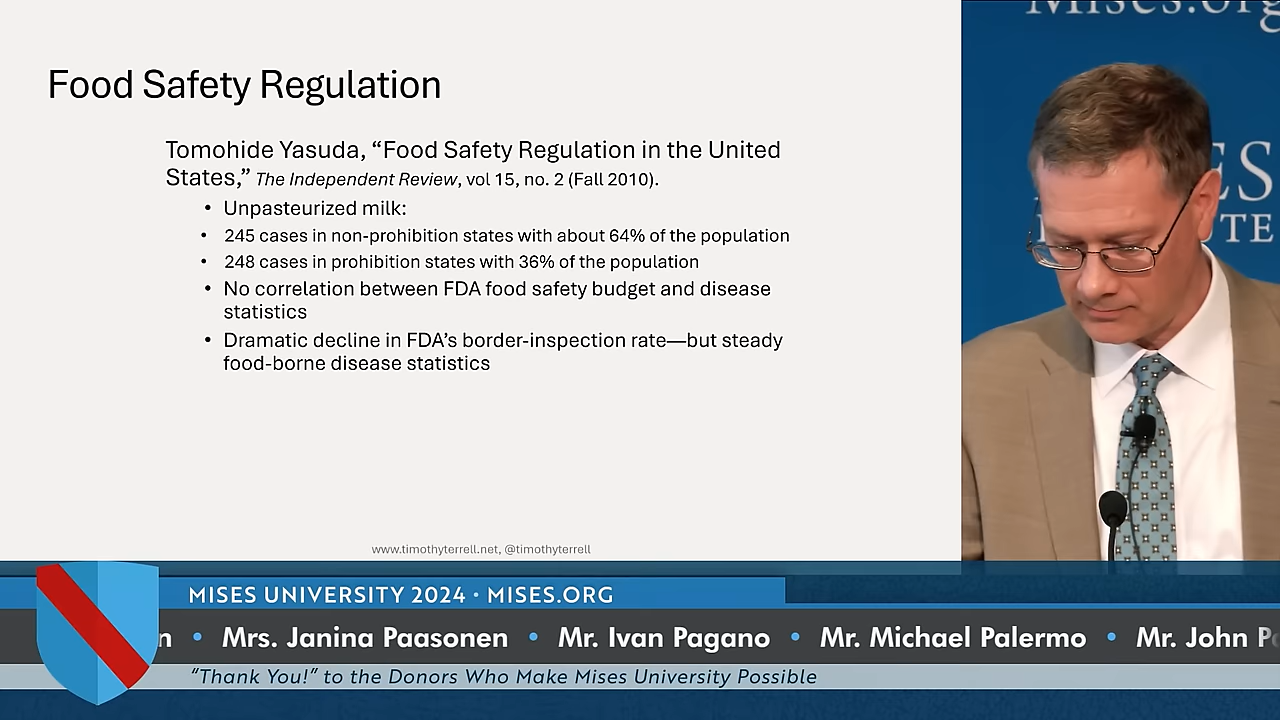 Food Safety Regulation
Tomohide Yasuda, “Food Safety Regulation in the United
States,” The Independent Review, vol 15, no. 2 (Fall 2010).
• Unpasteurized milk:
• 245 cases in non-prohibition states with about 64% of the population
• 248 cases in prohibition states with 36% of the population
• No correlation between FDA food safety budget and disease
statistics
• Dramatic decline in FDA’s border-inspection rate—but steady
food-borne disease statistics
www.timothyterrell.net, @timothyterrell
Mises.org
MISES UNIVERSITY 2024 • MISES.ORG
• Mrs. Janina Paasonen • Mr. Ivan Pagano • Mr. Michael Palermo • Mr. John
“Thank You!” to the Donors Who Make Mises University Possible